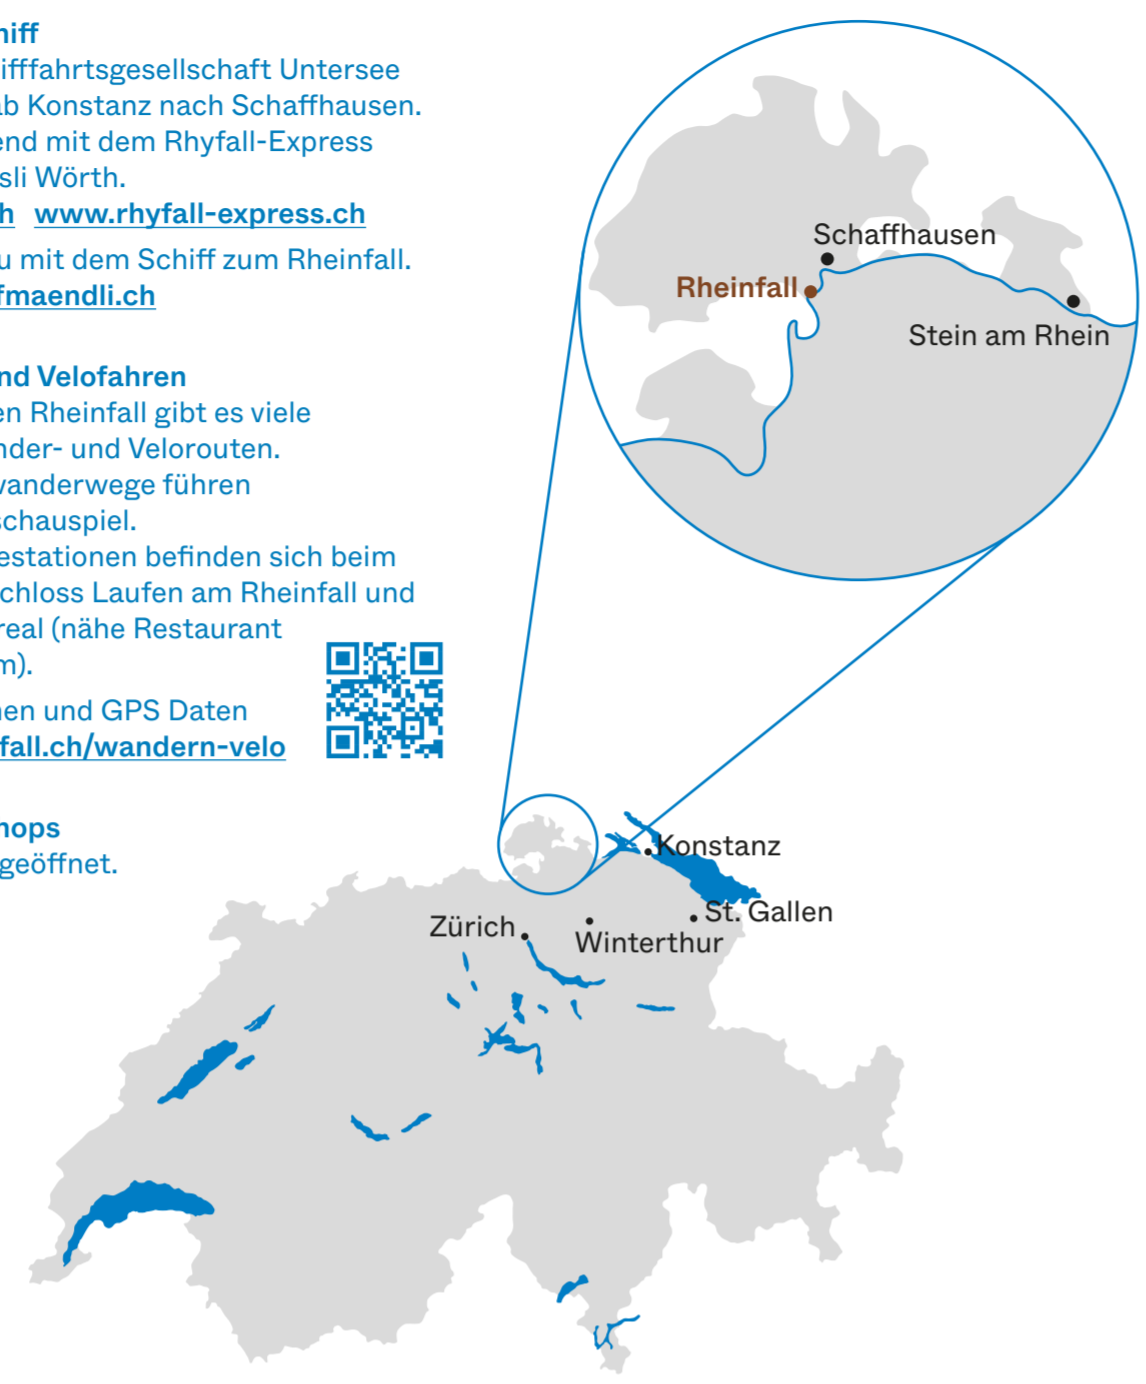 hiff
ifffahrtsgesellschaft Untersee
ab Konstanz nach Schaffhausen.
end mit dem Rhyfall-Express
sli Wörth.
h www.rhyfall-express.ch
u mit dem Schiff zum Rheinfall.
fmaendli.ch
nd Velofahren
en Rheinfall gibt es viele
nder- und Velorouten.
wanderwege führen
schauspiel.
estationen befinden sich beim
chloss Laufen am Rheinfall und
real (nähe Restaurant
m).
nen und GPS Daten
fall.ch/wandern-velo
hops
geöffnet.
Schaffhausen
Rheinfall
Stein am Rhein
Konstanz
St. Gallen
Zürich
Winterthur